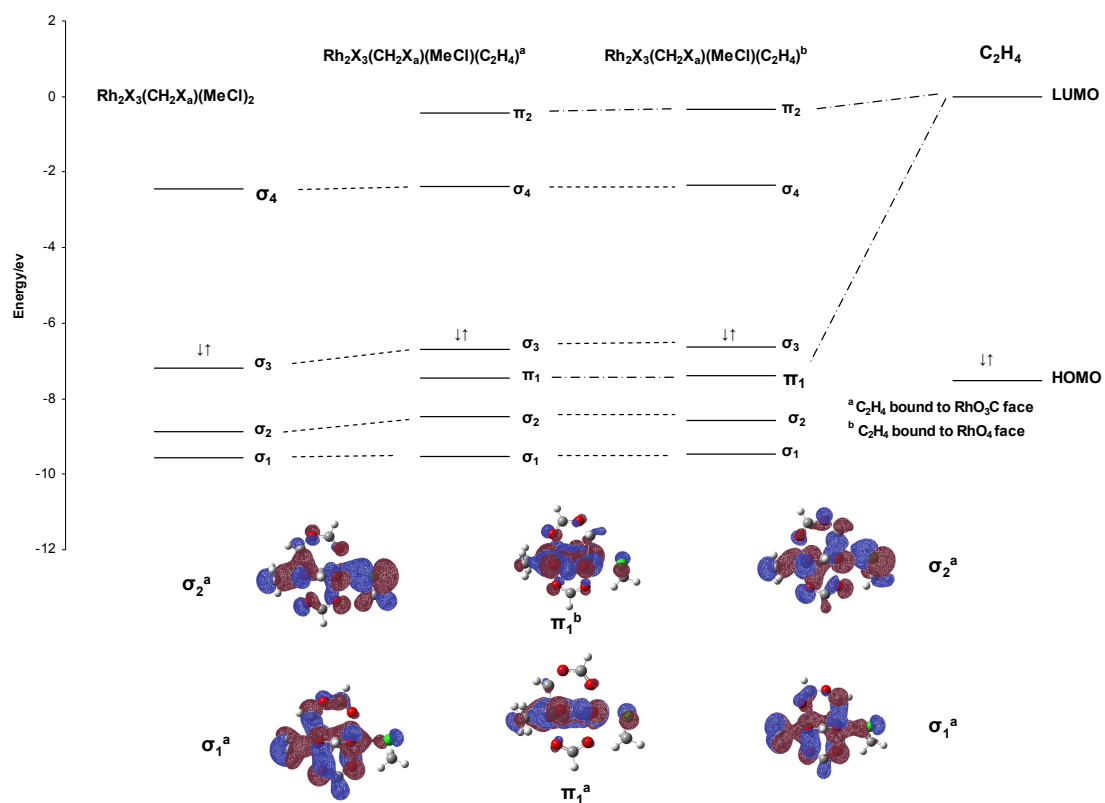 2
0
-2
-4
-6
-8
-10
-12
Energy/ev
Rh₂X₃(CH₂Xₐ)(MeCl)₂
Rh₂X₃(CH₂Xₐ)(MeCl)(C₂H₄)ᵃ
Rh₂X₃(CH₂Xₐ)(MeCl)(C₂H₄)ᵇ
C₂H₄
σ₄
↓↑
σ₃
σ₂
σ₁
π₂
σ₄
↓↑
σ₃
π₁
σ₂
σ₁
π₂
σ₄
↓↑
σ₃
π₁
σ₂
σ₁
LUMO
↓↑
HOMO
ᵃ C₂H₄ bound to RhO₃C face
ᵇ C₂H₄ bound to RhO₄ face
σ₂ᵃ
π₁ᵇ
σ₂ᵃ
σ₁ᵃ
π₁ᵃ
σ₁ᵃ